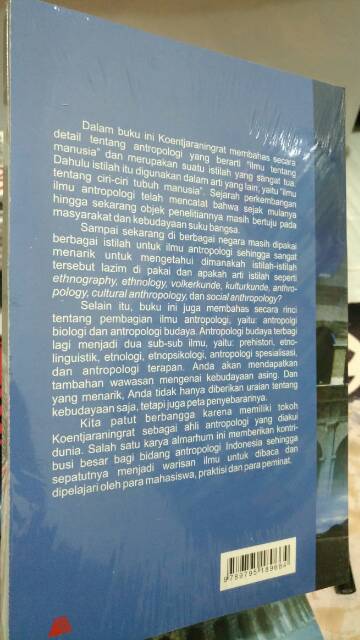 Dalam buku ini Koentjaraningrat membahas secara
detail tentang antropologi yang berarti "ilmu tentang
manusia" dan merupakan suatu istilah yang sangat tua.
Dahulu istilah itu digunakan dalam arti yang lain, yaitu "ilmu
tentang ciri-ciri tubuh manusia". Sejarah perkembangan
ilmu antropologi telah mencatat bahwa sejak mulanya
hingga sekarang objek penelitiannya masih bertuju pada
masyarakat dan kebudayaan suku bangsa.
Sampai sekarang di berbagai negara masih dipakai
berbagai istilah untuk ilmu antropologi sehingga sangat
menarik untuk mengetahui dimanakah istilah-istilah
tersebut lazim di pakai dan apakah arti istilah seperti
ethnography, ethnology, volkerkunde, kulturkunde, anthro-
pology, cultural anthropology, dan social anthropology?
Selain itu, buku ini juga membahas secara rinci
tentang pembagian ilmu antropologi, yaitu: antropolgi
biologi dan antropologi budaya. Antropologi budaya terbagi
lagi menjadi dua sub-sub ilmu, yaitu: prehistori, etno-
linguistik, etnologi, etnopsikologi, antropologi spesialisasi,
dan antropologi terapan. Anda akan mendapatkan
tambahan wawasan mengenai kebudayaan asing. Dan
yang menarik, Anda tidak hanya diberikan uraian tentang
kebudayaan saja, tetapi juga peta penyebarannya.
Kita patut berbangga karena memiliki tokoh
Koentjaraningrat sebagai ahli antropologi yang diakui
dunia. Salah satu karya almarhum ini memberikan kontri-
busi besar bagi bidang antropologi Indonesia sehingga
sepatutnya menjadi warisan ilmu untuk dibaca dan
dipelajari oleh para mahasiswa, praktisi dan para peminat.
9789795189664